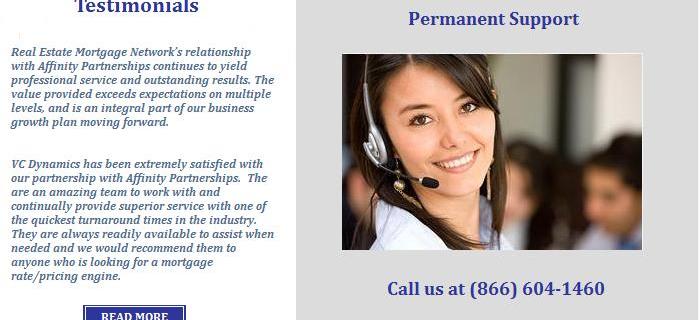 Testimonials
Real Estate Mortgage Network's relationship
with Affinity Partnerships continues to yield
professional service and outstanding results. The
value provided exceeds expectations on multiple
levels, and is an integral part of our business
growth plan moving forward.
VC Dynamics has been extremely satisfied with
our partnership with Affinity Partnerships.  The
are an amazing team to work with and
continually provide superior service with one of
the quickest turnaround times in the industry.
They are always readily available to assist when
needed and we would recommend them to
anyone who is looking for a mortgage
rate/pricing engine.
READ MORE
Permanent Support
Call us at (866) 604-1460